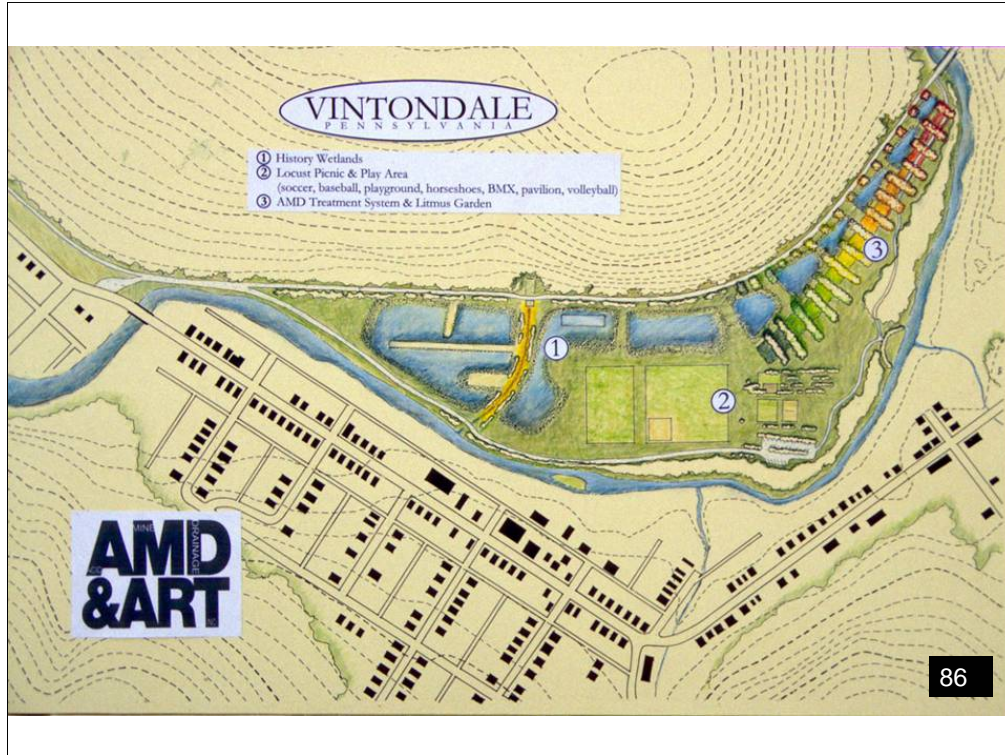 VINTONDALE
PENNSYLVANIA
1 History Wetlands
2 Locust Picnic & Play Area
(soccer, baseball, playground, horseshoes, BMX, pavilion, volleyball)
3 AMD Treatment System & Litmus Garden
3
1
2
AMD
MINE
DRAINAGE
&ART
86